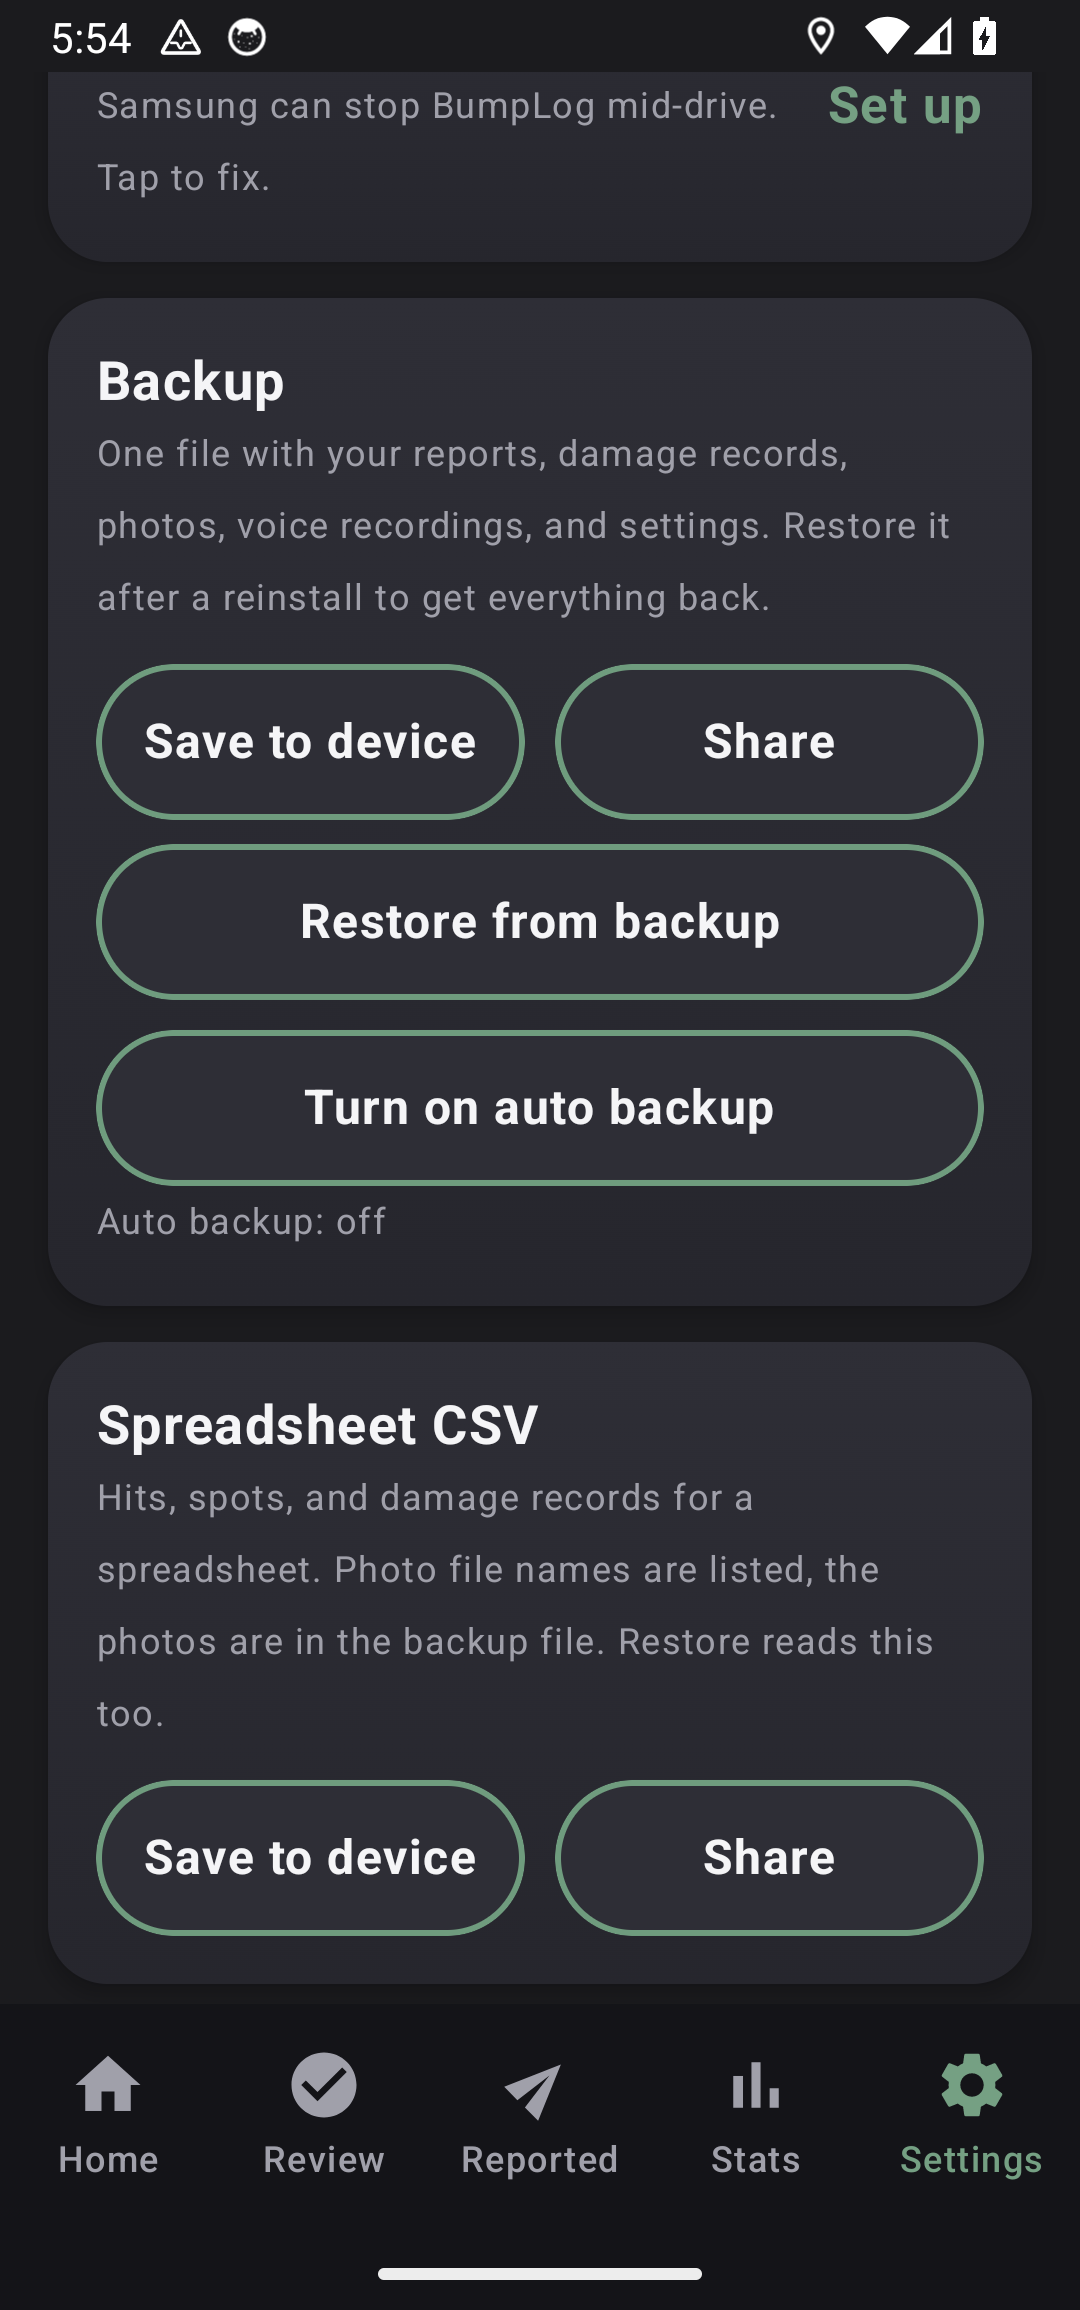 5:54
Samsung can stop BumpLog mid-drive.
Set up
Tap to fix.
Backup
One file with your reports, damage records,
photos, voice recordings, and settings. Restore it
after a reinstall to get everything back.
Save to device
Share
Restore from backup
Turn on auto backup
Auto backup: off
Spreadsheet CSV
Hits, spots, and damage records for a
spreadsheet. Photo file names are listed, the
photos are in the backup file. Restore reads this
too.
Save to device
Share
Home
Review
Reported
Stats
Settings